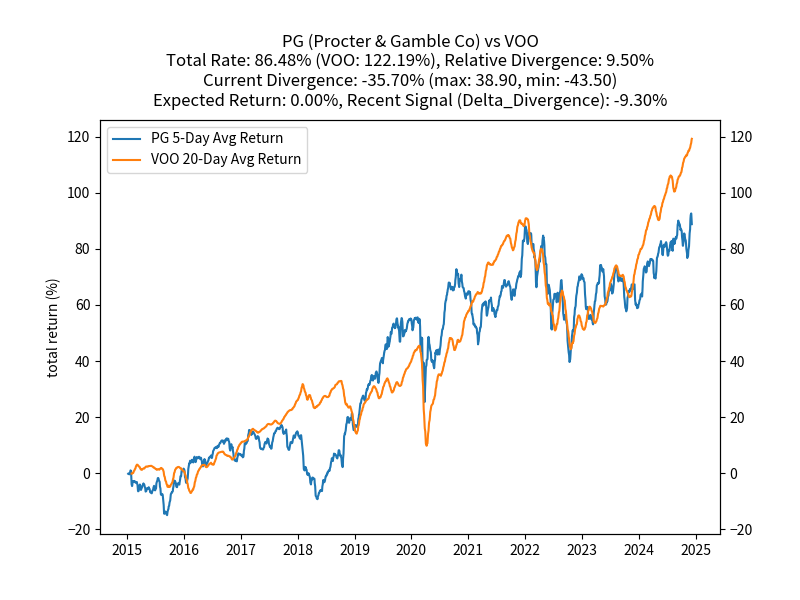 PG (Procter & Gamble Co) vs VOO
Total Rate: 86.48% (VOO: 122.19%), Relative Divergence: 9.50%
Current Divergence: -35.70% (max: 38.90, min: -43.50)
Expected Return: 0.00%, Recent Signal (Delta_Divergence): -9.30%
PG 5-Day Avg Return
VOO 20-Day Avg Return
total return (%)
120
100
80
60
40
20
0
−20
120
100
80
60
40
20
0
−20
2015 2016 2017 2018 2019 2020 2021 2022 2023 2024 2025